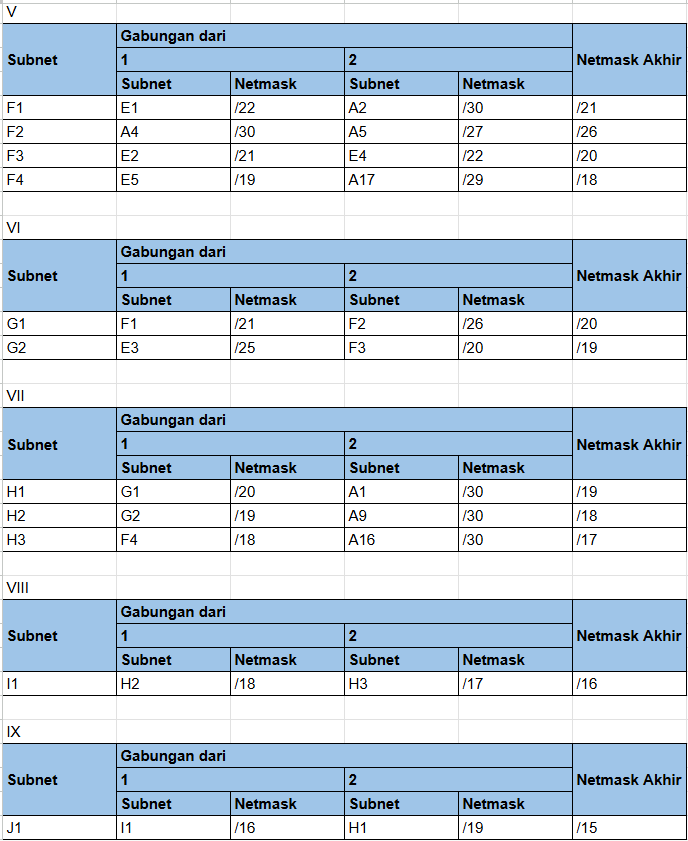 V
Subnet Gabungan dari Netmask Akhir
1 2
Subnet Netmask Subnet Netmask
F1 E1 /22 A2 /30 /21
F2 A4 /30 A5 /27 /26
F3 E2 /21 E4 /22 /20
F4 E5 /19 A17 /29 /18
VI
Subnet Gabungan dari Netmask Akhir
1 2
Subnet Netmask Subnet Netmask
G1 F1 /21 F2 /26 /20
G2 E3 /25 F3 /20 /19
VII
Subnet Gabungan dari Netmask Akhir
1 2
Subnet Netmask Subnet Netmask
H1 G1 /20 A1 /30 /19
H2 G2 /19 A9 /30 /18
H3 F4 /18 A16 /30 /17
VIII
Subnet Gabungan dari Netmask Akhir
1 2
Subnet Netmask Subnet Netmask
I1 H2 /18 H3 /17 /16
IX
Subnet Gabungan dari Netmask Akhir
1 2
Subnet Netmask Subnet Netmask
J1 I1 /16 H1 /19 /15